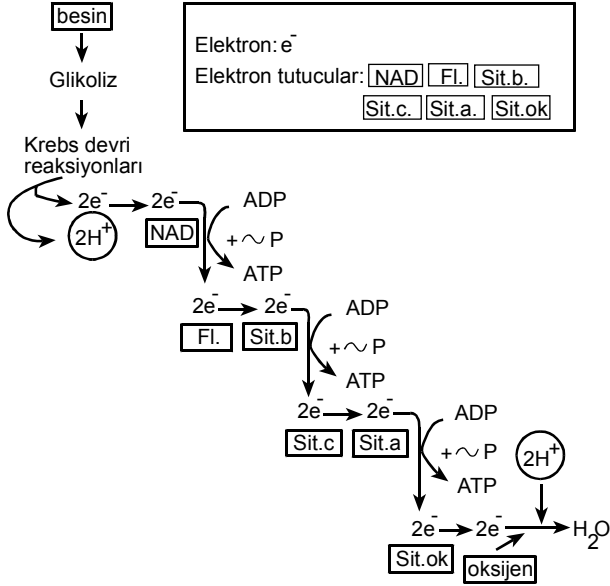 besin
Elektron: e⁻
Elektron tutucular: NAD Fl. Sit.b.
Sit.c. Sit.a. Sit.ok
Glikoliz
Krebs devri
reaksiyonları
2e⁻ 2e⁻ ADP
2H⁺ NAD + ~ P
ATP
2e⁻ 2e⁻ ADP
Fl. Sit.b + ~ P
ATP
2e⁻ 2e⁻ ADP
Sit.c Sit.a + ~ P 2H⁺
ATP
2e⁻ 2e⁻ H₂O
Sit.ok oksijen